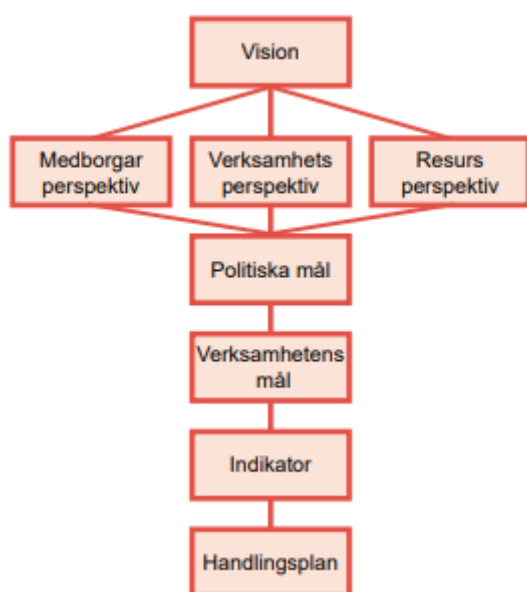 Vision
Medborgar
perspektiv
Verksamhets
perspektiv
Resurs
perspektiv
Politiska mål
Verksamhetens
mål
Indikator
Handlingsplan